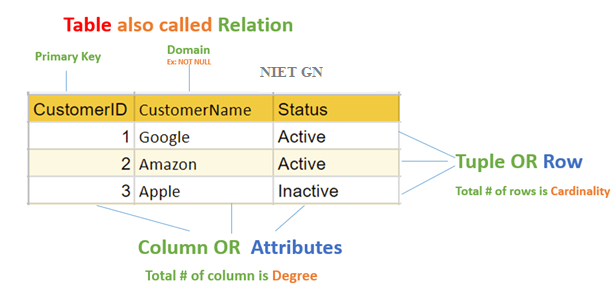 Table also called Relation
Primary Key
Domain
Ex: NOT NULL
NIET GN
CustomerID CustomerName Status
1 Google Active
2 Amazon Active
3 Apple Inactive
Tuple OR Row
Total # of rows is Cardinality
Column OR Attributes
Total # of column is Degree